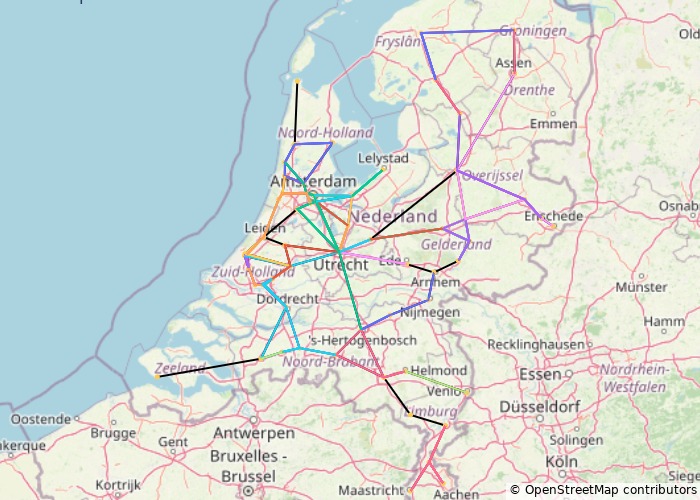 Groningen
Fryslân
Old
Assen
Drenthe
Emmen
Noord-Holland
Lelystad
Overijssel
Amsterdam
Osnab
Nederland
Enschede
Leiden
Gelderland
Ede
Utrecht
Zuid-Holland
Arnhem
Münster
Dordrecht
Nijmegen
Hamm
's-Hertogenbosch
Recklinghausen
Zeeland
Noord-Brabant
Helmond
Essen
Nordrhein-
Westfalen
Venlo
Limburg
Düsseldorf
Oostende
Antwerpen
Brugge
Solingen
nkerque
Gent
Bruxelles -
Brussel
Köln
Siege
Kortrijk
Maastricht
Aachen
© OpenStreetMap contributors